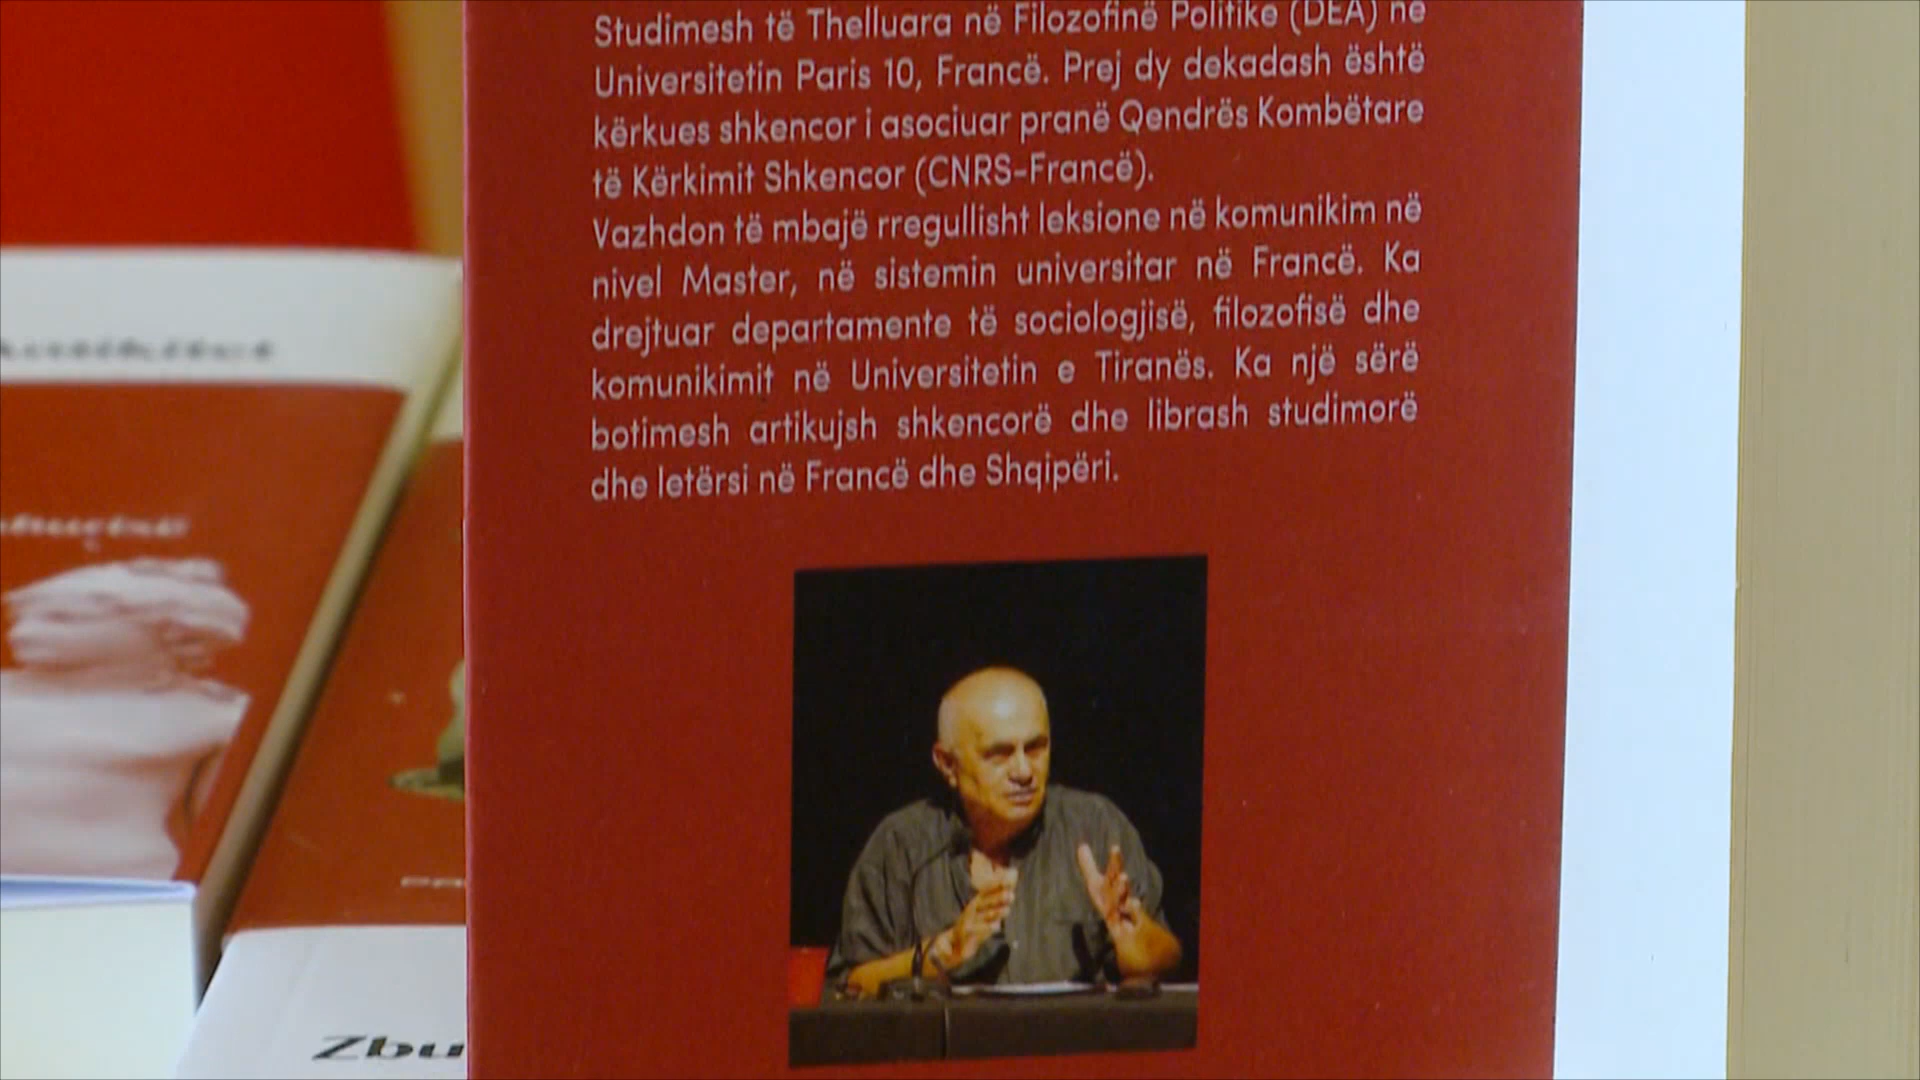 Studimesh të Thelluara në Filozofinë Politike (DEA) në
Universitetin Paris 10, Francë. Prej dy dekadash është
kërkues shkencor i asociuar pranë Qendrës Kombëtare
të Kërkimit Shkencor (CNRS-Francë).
Vazhdon të mbajë rregullisht leksione në komunikim në
nivel Master, në sistemin universitar në Francë. Ka
drejtuar departamente të sociologjisë, filozofisë dhe
komunikimit në Universitetin e Tiranës. Ka një sërë
botimesh artikujsh shkencorë dhe librash studimorë
dhe letërsi në Francë dhe Shqipëri.
Zbu